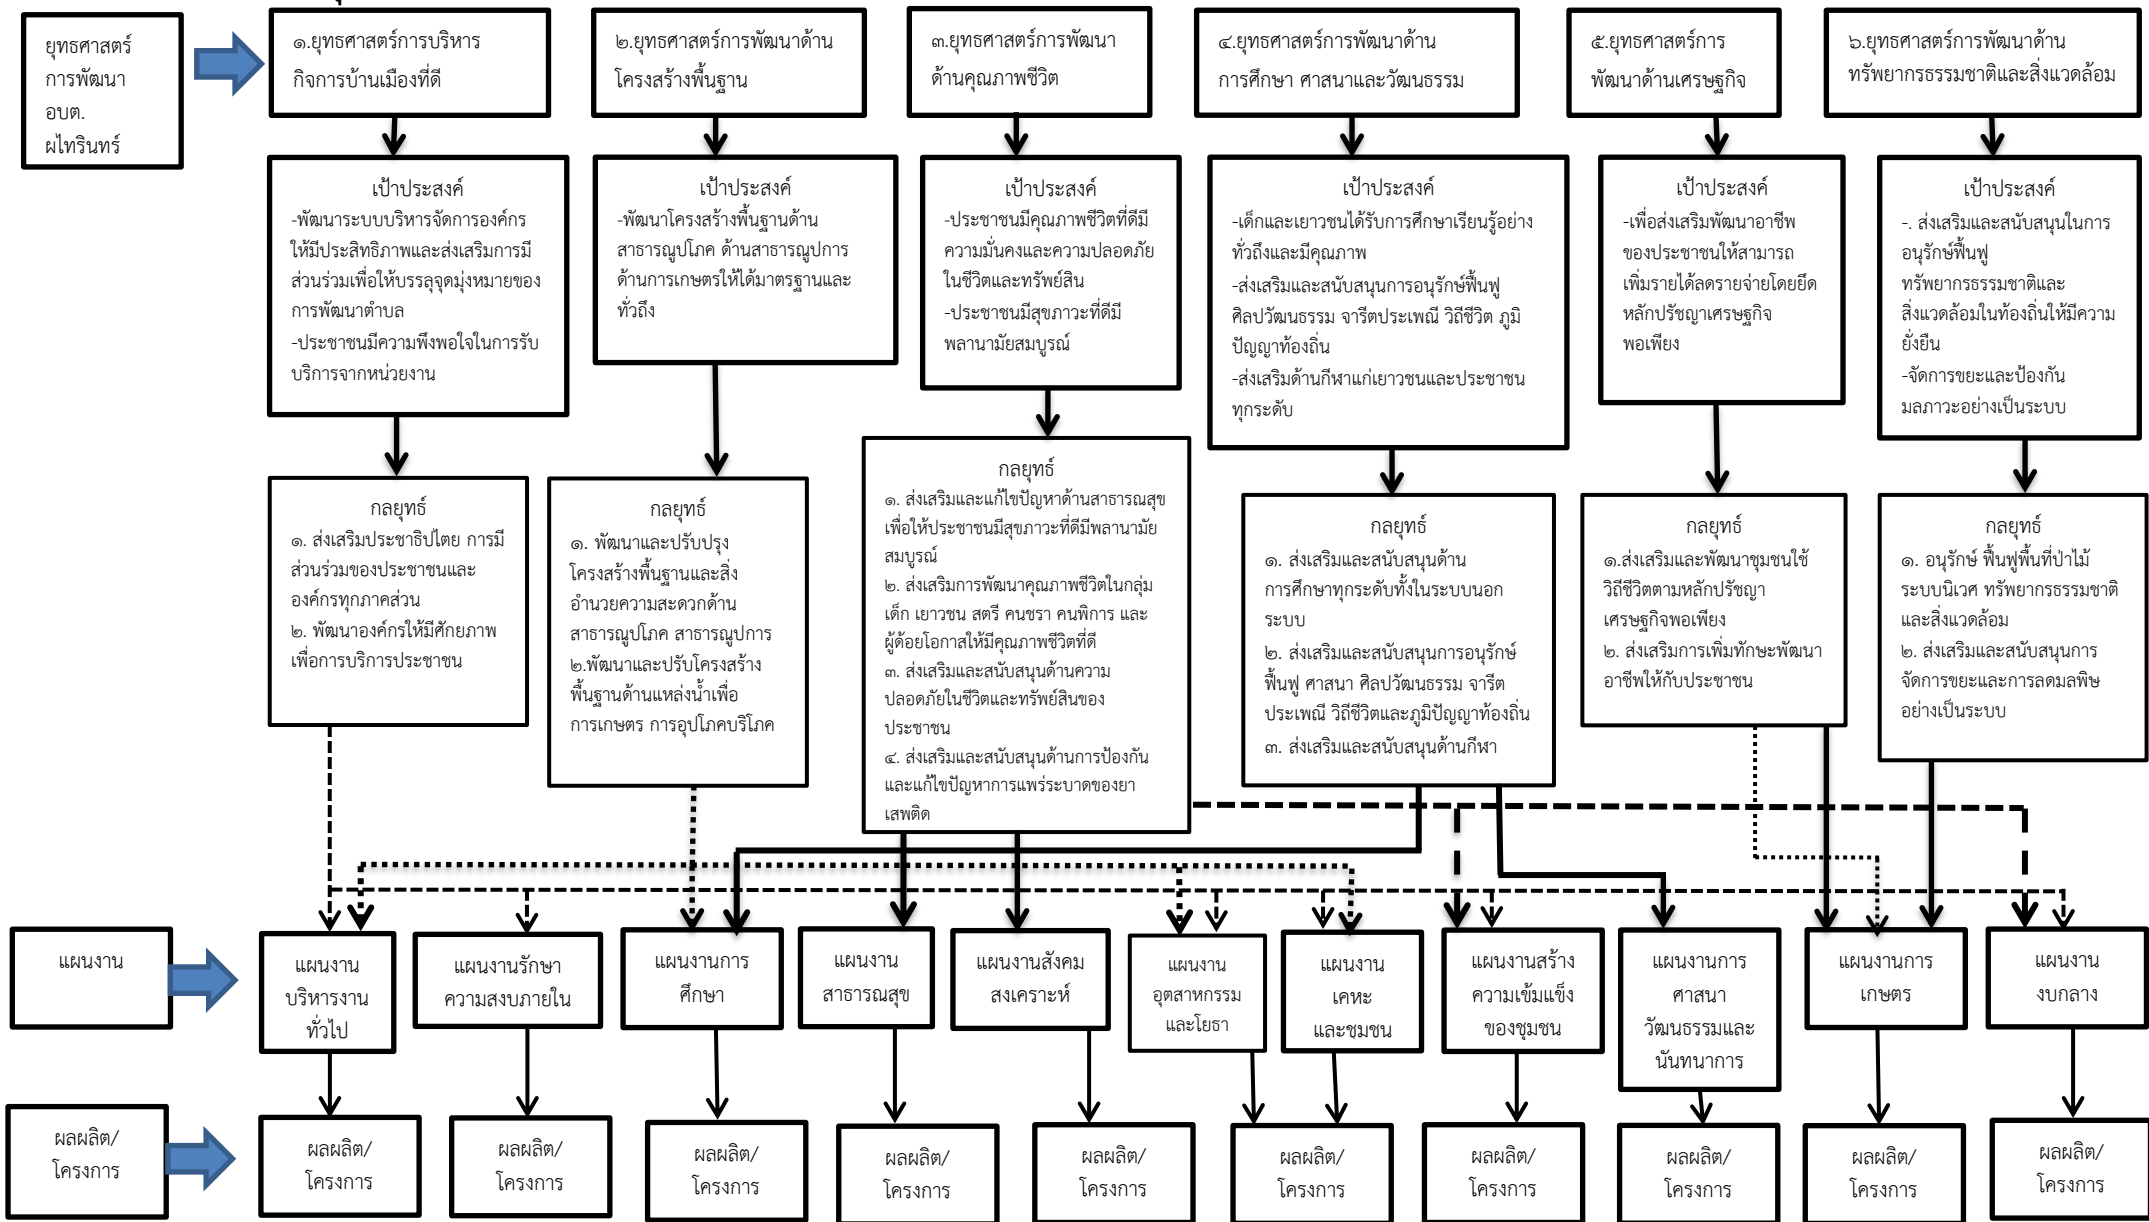 ยุทธศาสตร์
การพัฒนา
อบต.
ผไทรินทร์
๑.ยุทธศาสตร์การบริหาร
กิจการบ้านเมืองที่ดี
๒.ยุทธศาสตร์การพัฒนาด้าน
โครงสร้างพื้นฐาน
๓.ยุทธศาสตร์การพัฒนา
ด้านคุณภาพชีวิต
๔.ยุทธศาสตร์การพัฒนาด้าน
การศึกษา ศาสนาและวัฒนธรรม
๕.ยุทธศาสตร์การ
พัฒนาด้านเศรษฐกิจ
๖.ยุทธศาสตร์การพัฒนาด้าน
ทรัพยากรธรรมชาติและสิ่งแวดล้อม
เป้าประสงค์
-พัฒนาระบบบริหารจัดการองค์กร
ให้มีประสิทธิภาพและส่งเสริมการมี
ส่วนร่วมเพื่อให้บรรลุจุดมุ่งหมายของ
การพัฒนาตำบล
-ประชาชนมีความพึงพอใจในการรับ
บริการจากหน่วยงาน
เป้าประสงค์
-พัฒนาโครงสร้างพื้นฐานด้าน
สาธารณูปโภค ด้านสาธารณูปการ
ด้านการเกษตรให้ได้มาตรฐานและ
ทั่วถึง
เป้าประสงค์
-ประชาชนมีคุณภาพชีวิตที่ดีมี
ความมั่นคงและความปลอดภัย
ในชีวิตและทรัพย์สิน
-ประชาชนมีสุขภาวะที่ดีมี
พลานามัยสมบูรณ์
เป้าประสงค์
-เด็กและเยาวชนได้รับการศึกษาเรียนรู้อย่าง
ทั่วถึงและมีคุณภาพ
-ส่งเสริมและสนับสนุนการอนุรักษ์ฟื้นฟู
ศิลปวัฒนธรรม จารีตประเพณี วิถีชีวิต ภูมิ
ปัญญาท้องถิ่น
-ส่งเสริมด้านกีฬาแก่เยาวชนและประชาชน
ทุกระดับ
เป้าประสงค์
-เพื่อส่งเสริมพัฒนาอาชีพ
ของประชาชนให้สามารถ
เพิ่มรายได้ลดรายจ่ายโดยยึด
หลักปรัชญาเศรษฐกิจ
พอเพียง
เป้าประสงค์
-. ส่งเสริมและสนับสนุนในการ
อนุรักษ์ฟื้นฟู
ทรัพยากรธรรมชาติและ
สิ่งแวดล้อมในท้องถิ่นให้มีความ
ยั่งยืน
-จัดการขยะและป้องกัน
มลภาวะอย่างเป็นระบบ
กลยุทธ์
๑. ส่งเสริมประชาธิปไตย การมี
ส่วนร่วมของประชาชนและ
องค์กรทุกภาคส่วน
๒. พัฒนาองค์กรให้มีศักยภาพ
เพื่อการบริการประชาชน
กลยุทธ์
๑. พัฒนาและปรับปรุง
โครงสร้างพื้นฐานและสิ่ง
อำนวยความสะดวกด้าน
สาธารณูปโภค สาธารณูปการ
๒.พัฒนาและปรับโครงสร้าง
พื้นฐานด้านแหล่งน้ำเพื่อ
การเกษตร การอุปโภคบริโภค
กลยุทธ์
๑. ส่งเสริมและแก้ไขปัญหาด้านสาธารณสุข
เพื่อให้ประชาชนมีสุขภาวะที่ดีมีพลานามัย
สมบูรณ์
๒. ส่งเสริมการพัฒนาคุณภาพชีวิตในกลุ่ม
เด็ก เยาวชน สตรี คนชรา คนพิการ และ
ผู้ด้อยโอกาสให้มีคุณภาพชีวิตที่ดี
๓. ส่งเสริมและสนับสนุนด้านความ
ปลอดภัยในชีวิตและทรัพย์สินของ
ประชาชน
๔. ส่งเสริมและสนับสนุนด้านการป้องกัน
และแก้ไขปัญหาการแพร่ระบาดของยา
เสพติด
กลยุทธ์
๑. ส่งเสริมและสนับสนุนด้าน
การศึกษาทุกระดับทั้งในระบบนอก
ระบบ
๒. ส่งเสริมและสนับสนุนการอนุรักษ์
ฟื้นฟู ศาสนา ศิลปวัฒนธรรม จารีต
ประเพณี วิถีชีวิตและภูมิปัญญาท้องถิ่น
๓. ส่งเสริมและสนับสนุนด้านกีฬา
กลยุทธ์
๑.ส่งเสริมและพัฒนาชุมชนใช้
วิถีชีวิตตามหลักปรัชญา
เศรษฐกิจพอเพียง
๒. ส่งเสริมการเพิ่มทักษะพัฒนา
อาชีพให้กับประชาชน
กลยุทธ์
๑. อนุรักษ์ ฟื้นฟูพื้นที่ป่าไม้
ระบบนิเวศ ทรัพยากรธรรมชาติ
และสิ่งแวดล้อม
๒. ส่งเสริมและสนับสนุนการ
จัดการขยะและการลดมลพิษ
อย่างเป็นระบบ
แผนงาน
แผนงาน
บริหารงาน
ทั่วไป
แผนงานรักษา
ความสงบภายใน
แผนงานการ
ศึกษา
แผนงาน
สาธารณสุข
แผนงานสังคม
สงเคราะห์
แผนงาน
อุตสาหกรรม
และโยธา
แผนงาน
เคหะ
และชุมชน
แผนงานสร้าง
ความเข้มแข็ง
ของชุมชน
แผนงานการ
ศาสนา
วัฒนธรรมและ
นันทนาการ
แผนงานการ
เกษตร
แผนงาน
งบกลาง
ผลผลิต/
โครงการ
ผลผลิต/
โครงการ
ผลผลิต/
โครงการ
ผลผลิต/
โครงการ
ผลผลิต/
โครงการ
ผลผลิต/
โครงการ
ผลผลิต/
โครงการ
ผลผลิต/
โครงการ
ผลผลิต/
โครงการ
ผลผลิต/
โครงการ
ผลผลิต/
โครงการ